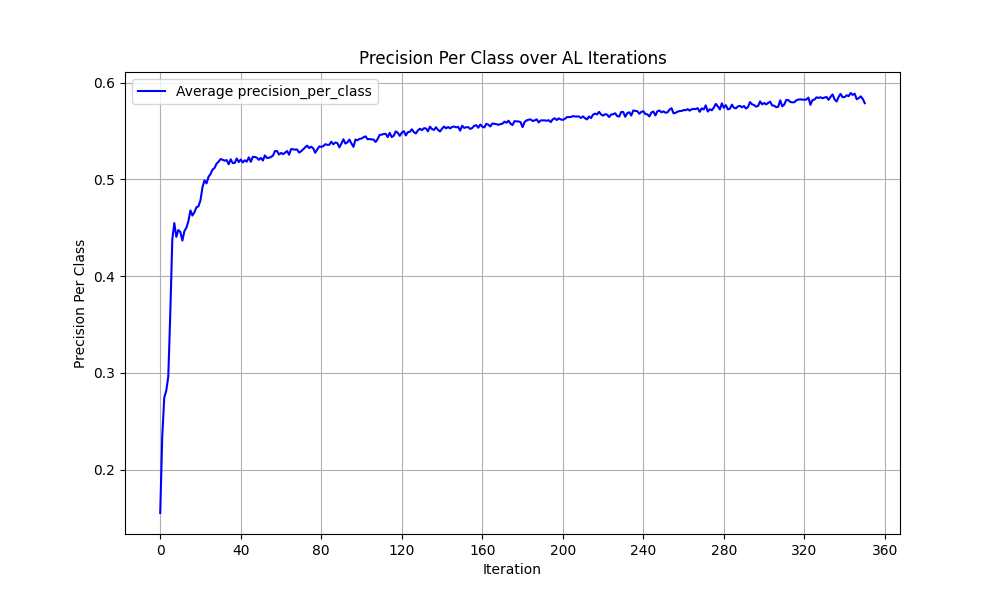 Precision Per Class over AL Iterations
Average precision_per_class
Precision Per Class
0.6
0.5
0.4
0.3
0.2
0 40 80 120 160 200 240 280 320 360
Iteration